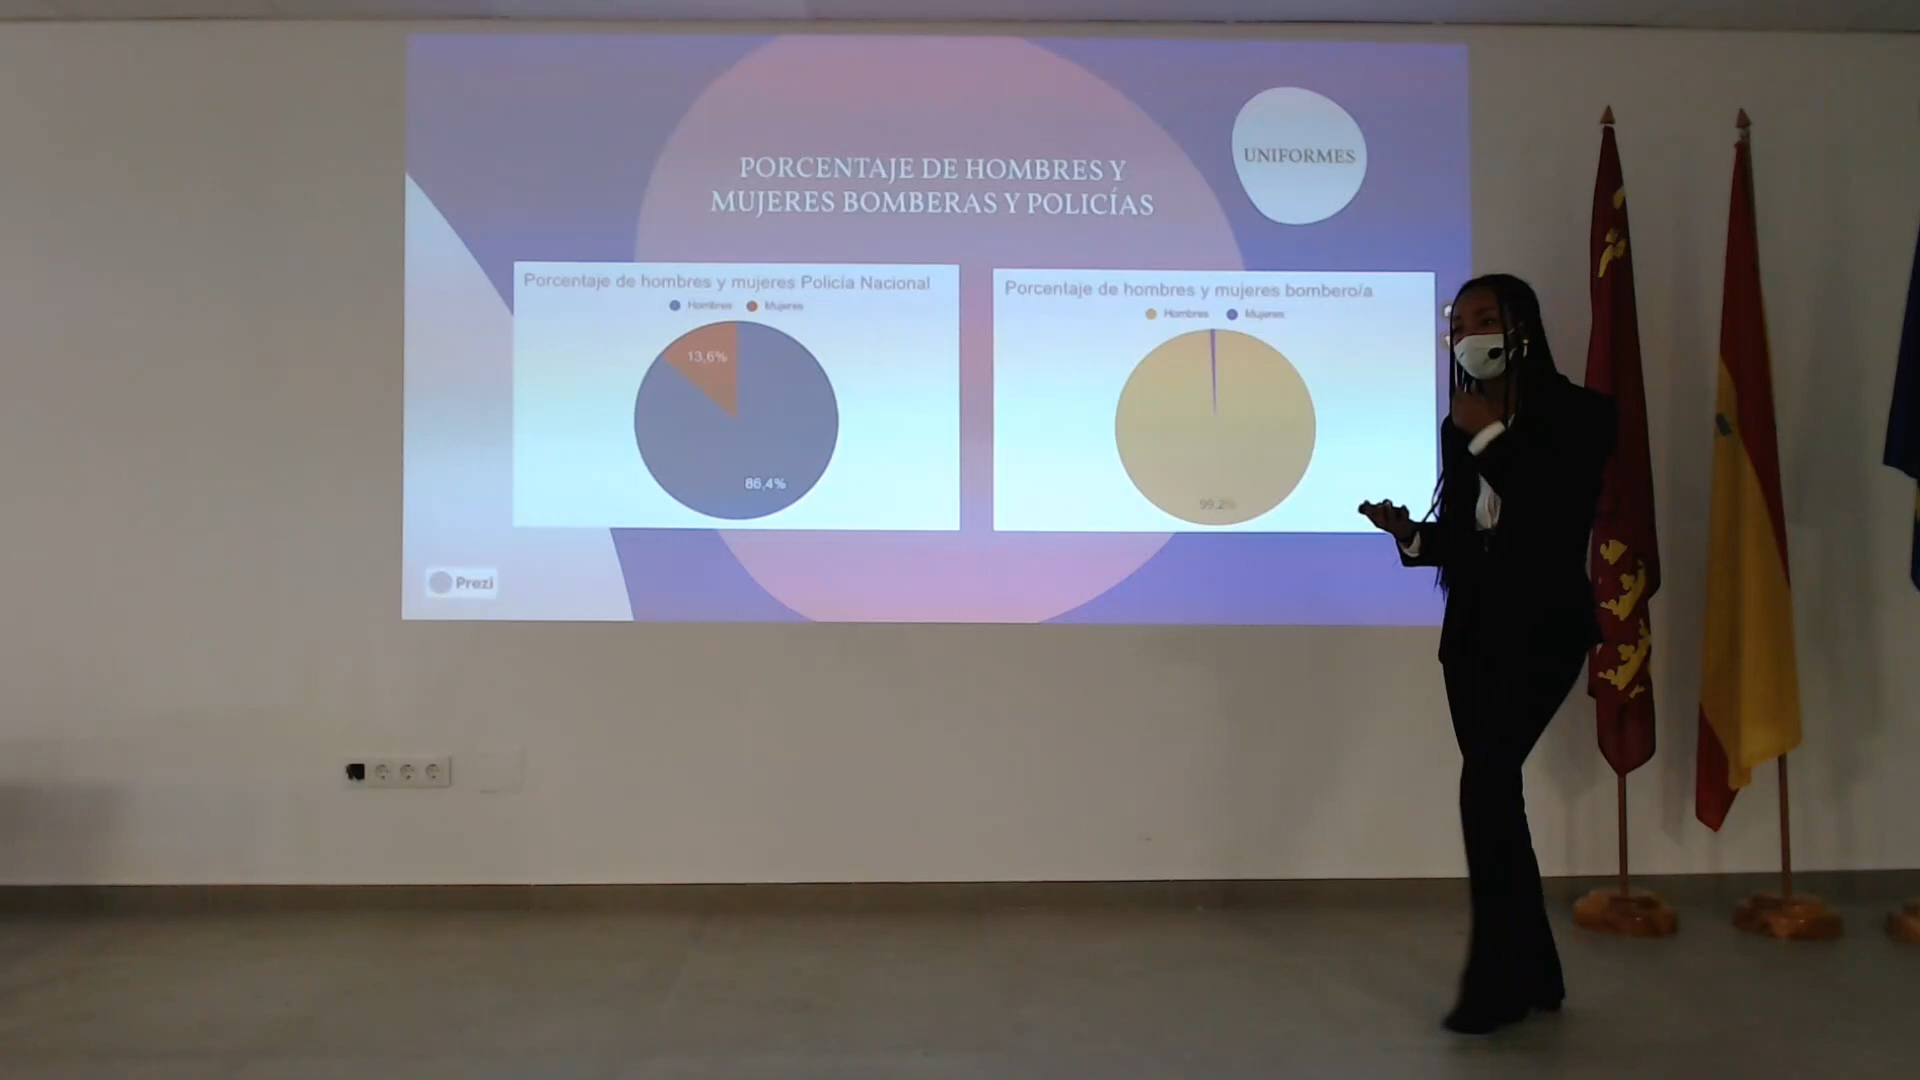 PORCENTAJE DE HOMBRES Y
MUJERES BOMBERAS Y POLICÍAS
UNIFORMES
Porcentaje de hombres y mujeres Policía Nacional
Hombres Mujeres
13,6%
86,4%
Porcentaje de hombres y mujeres bombero/a
Hombres Mujeres
99,2%
Prezi